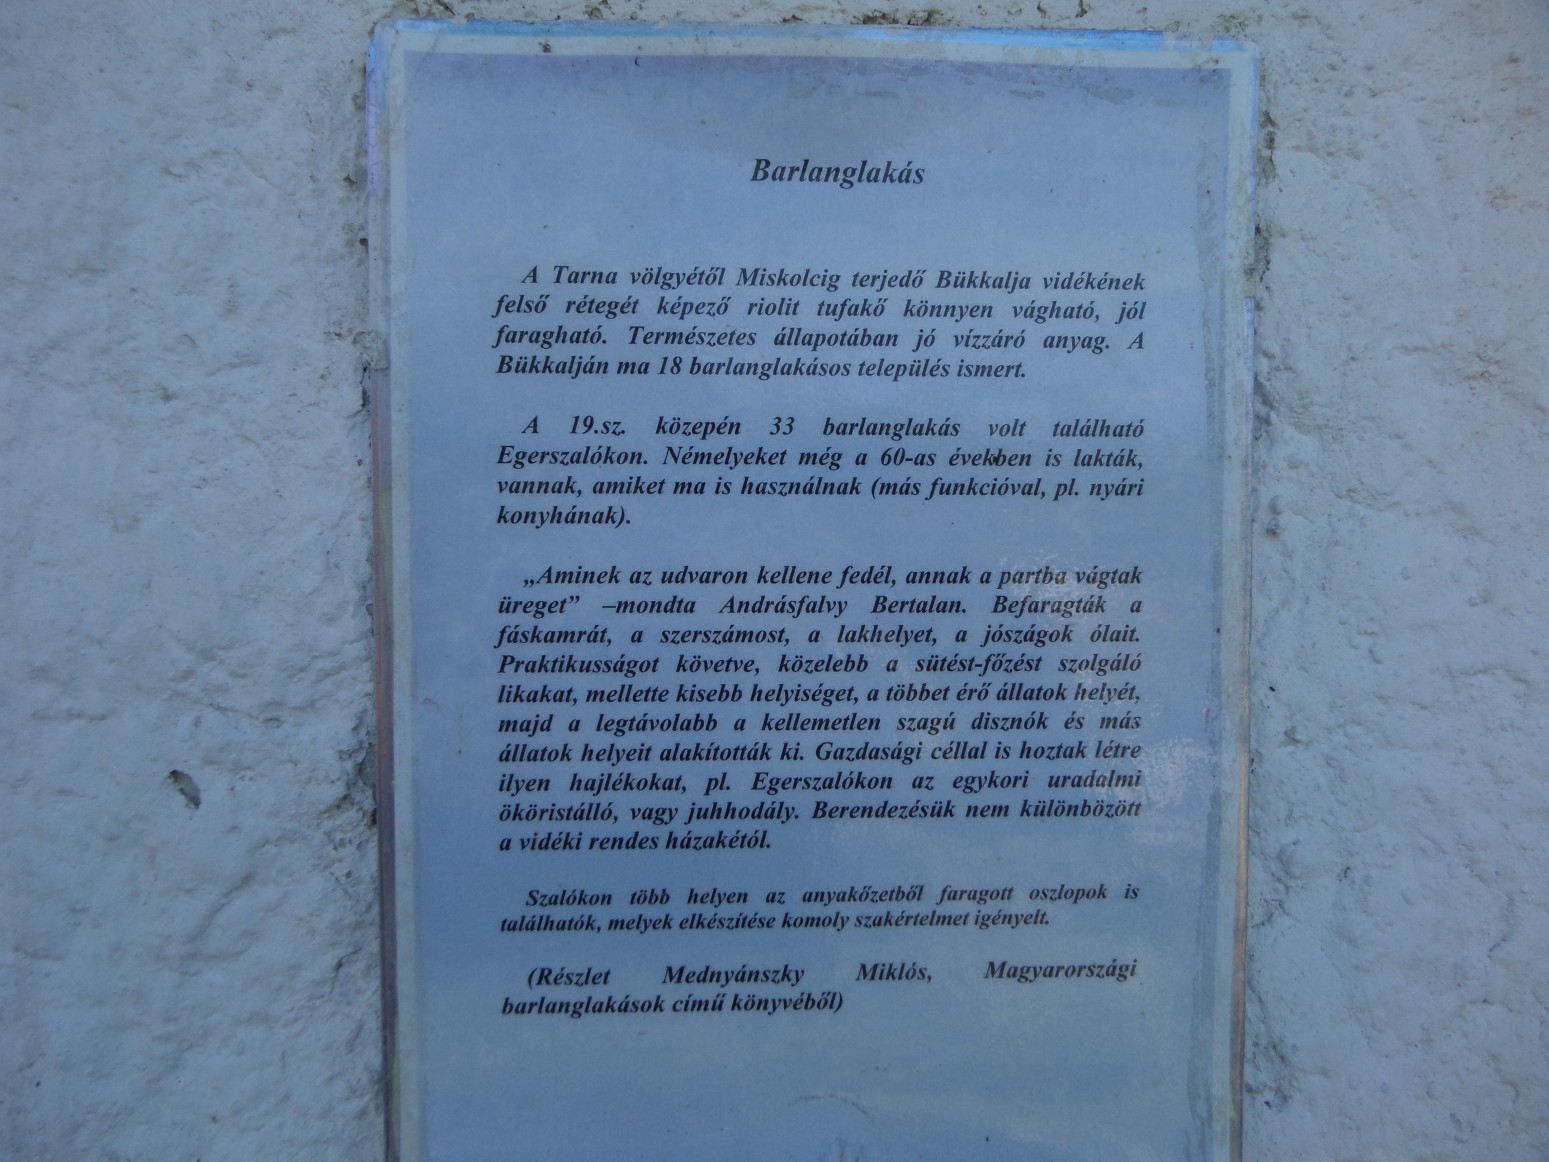 Barlanglakás
A Tarna völgyétől Miskolcig terjedő Bükkalja vidékének
felső rétegét képező riolit tufakő könnyen vágható, jól
faragható. Természetes állapotában jó vízzáró anyag. A
Bükkalján ma 18 barlanglakásos település ismert.
A 19.sz. közepén 33 barlanglakás volt található
Egerszalókon. Némelyeket még a 60-as években is lakták,
vannak, amiket ma is használnak (más funkcióval, pl. nyári
konyhának).
„Aminek az udvaron kellene fedél, annak a partba vágtak
üreget” –mondta Andrásfalvy Bertalan. Befaragták a
fáskamrát, a szerszámost, a lakhelyet, a jószágok ólait.
Praktikusságot követve, közelebb a sütést-főzést szolgáló
likakat, mellette kisebb helyiséget, a többet érő állatok helyét,
majd a legtávolabb a kellemetlen szagú disznók és más
állatok helyeit alakították ki. Gazdasági céllal is hoztak létre
ilyen hajlékokat, pl. Egerszalókon az egykori uradalmi
ököristálló, vagy juhhodály. Berendezésük nem különbözött
a vidéki rendes házakétól.
Szalókon több helyen az anyakőzetből faragott oszlopok is
találhatók, melyek elkészítése komoly szakértelmet igényelt.
(Részlet Mednyánszky Miklós, Magyarországi
barlanglakások című könyvéből)